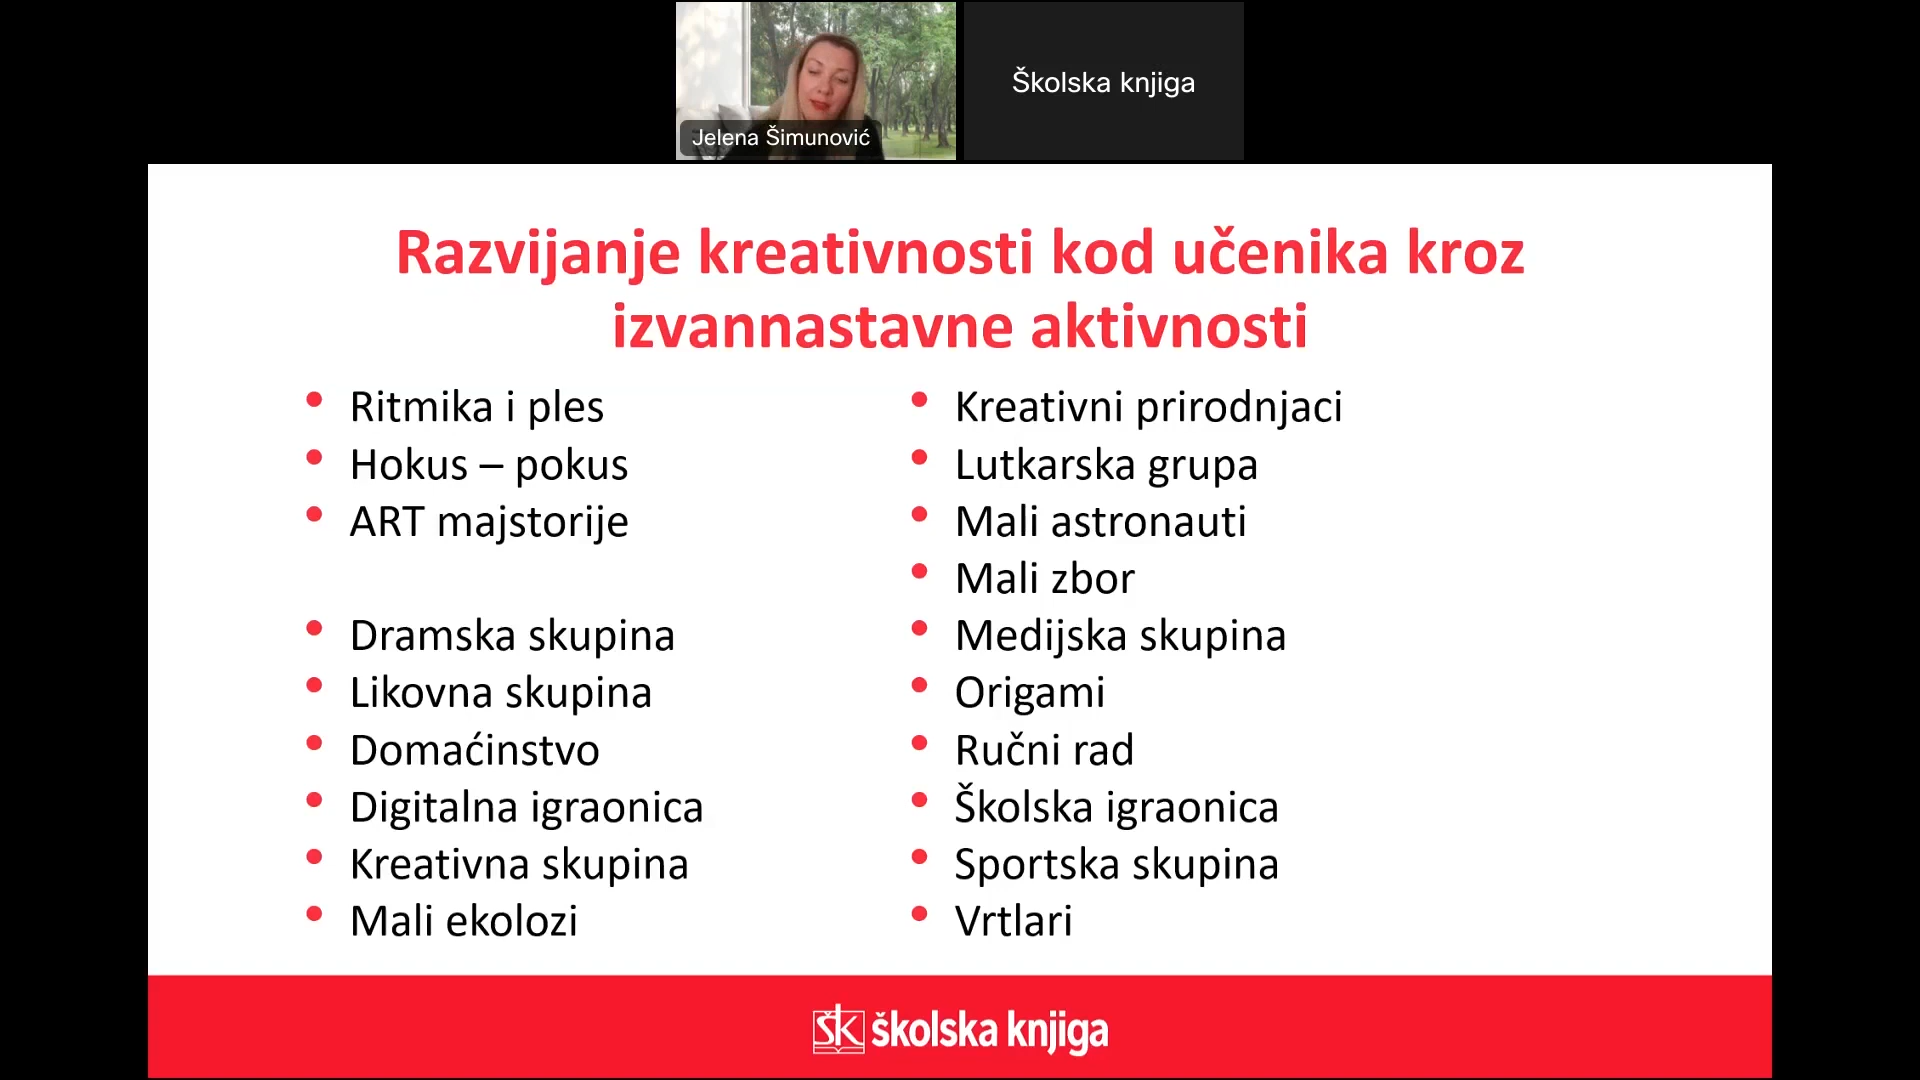 Jelena Šimunović
Školska knjiga
Razvijanje kreativnosti kod učenika kroz
izvannastavne aktivnosti
• Ritmika i ples
• Hokus – pokus
• ART majstorije
• Dramska skupina
• Likovna skupina
• Domaćinstvo
• Digitalna igraonica
• Kreativna skupina
• Mali ekolozi
• Kreativni prirodnjaci
• Lutkarska grupa
• Mali astronauti
• Mali zbor
• Medijska skupina
• Origami
• Ručni rad
• Školska igraonica
• Sportska skupina
• Vrtlari
ŠK školska knjiga